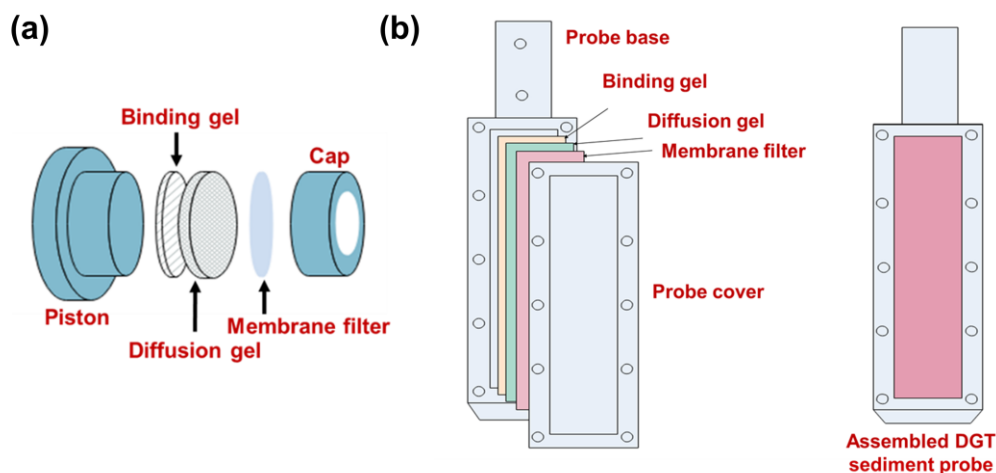 (a)
Binding gel
Cap
Piston
Membrane filter
Diffusion gel
(b)
Probe base
Binding gel
Diffusion gel
Membrane filter
Probe cover
Assembled DGT
sediment probe